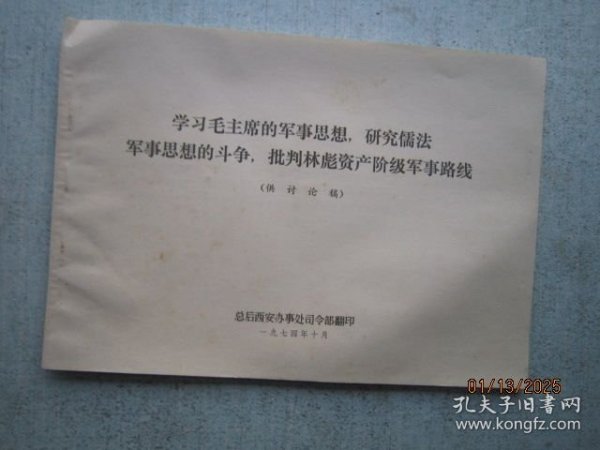 学习毛主席的军事思想，研究儒法
军事思想的斗争，批判林彪资产阶级军事路线
（供讨论稿）
总后西安办事处司令部翻印
一九七四年十月
01/13/2025
孔夫子旧书网
www.kongfz.com